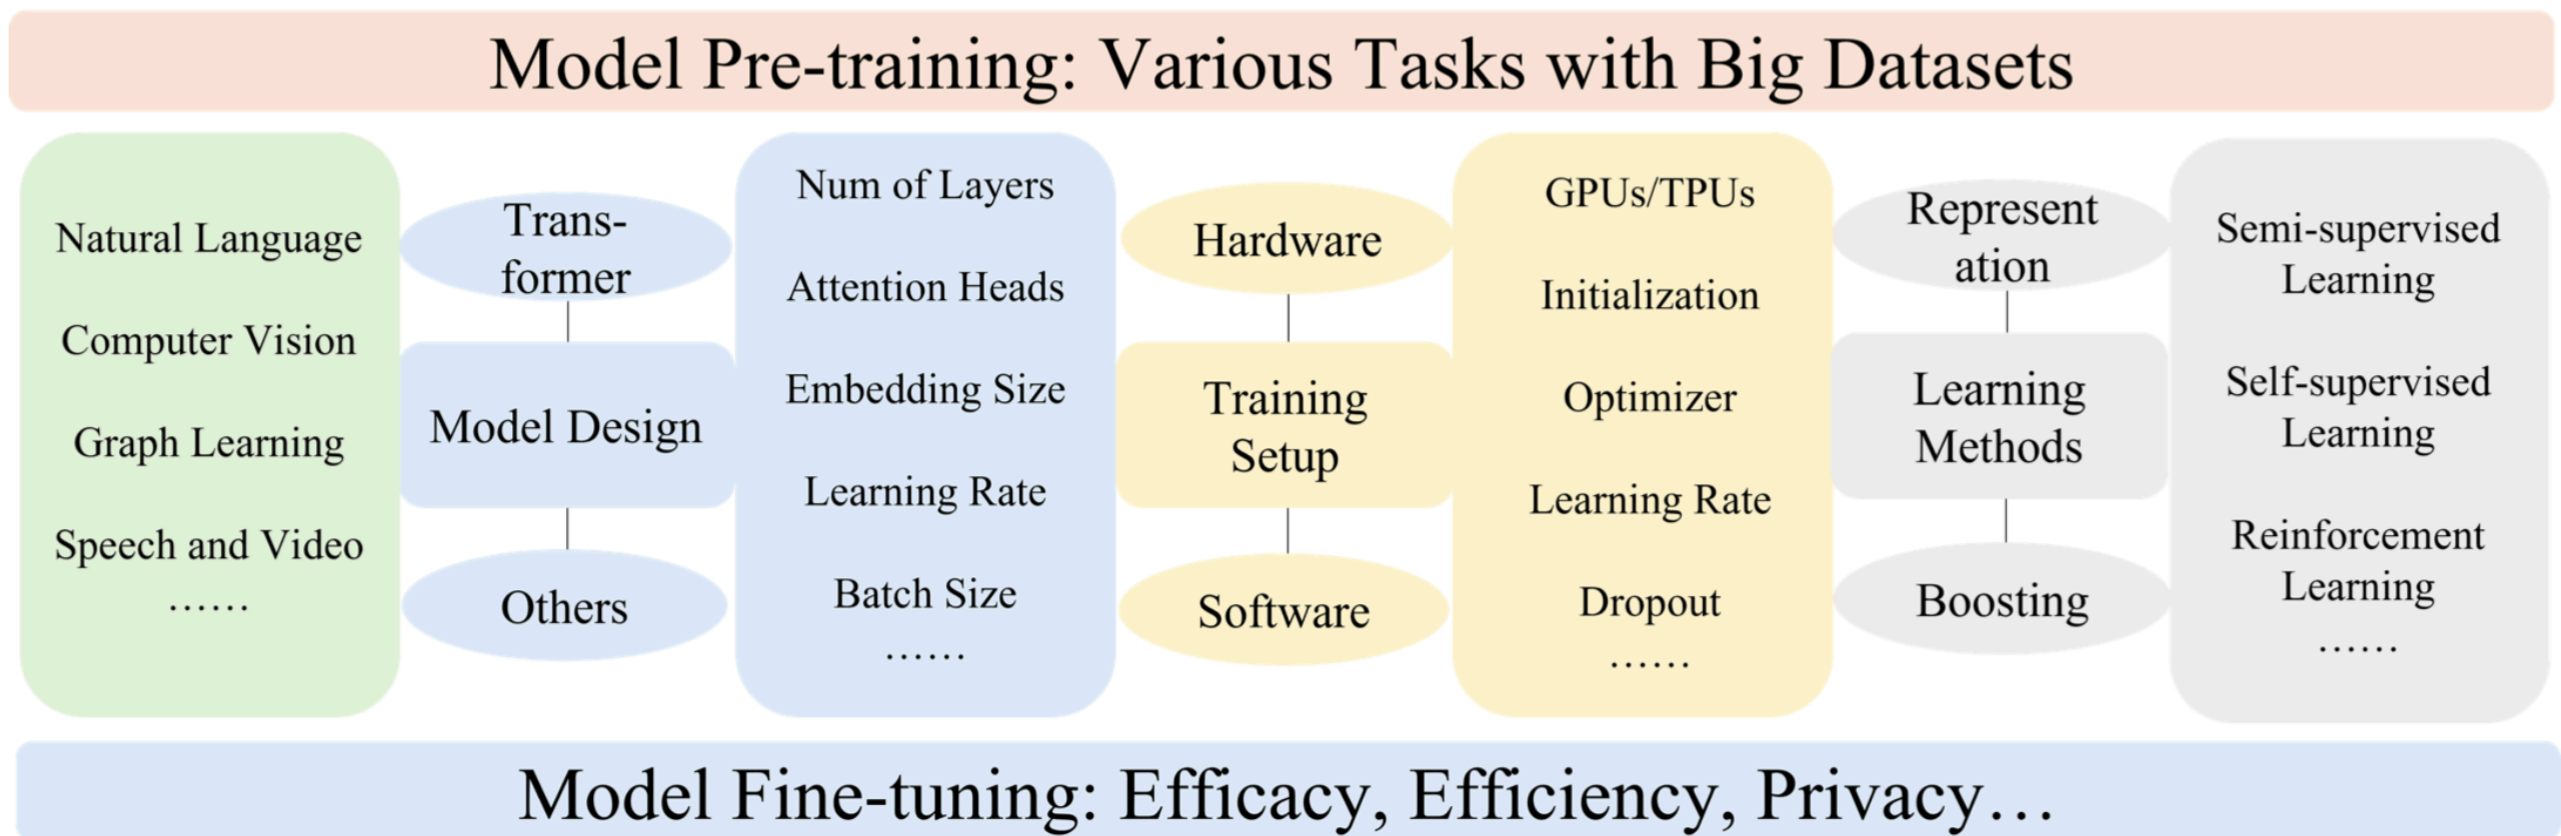 Model Pre-training: Various Tasks with Big Datasets
Natural Language
Computer Vision
Graph Learning
Speech and Video
......
Trans-
former
Model Design
Others
Num of Layers
Attention Heads
Embedding Size
Learning Rate
Batch Size
......
Hardware
Training
Setup
Software
GPUs/TPUs
Initialization
Optimizer
Learning Rate
Dropout
......
Represent
ation
Learning
Methods
Boosting
Semi-supervised
Learning
Self-supervised
Learning
Reinforcement
Learning
......
Model Fine-tuning: Efficacy, Efficiency, Privacy…